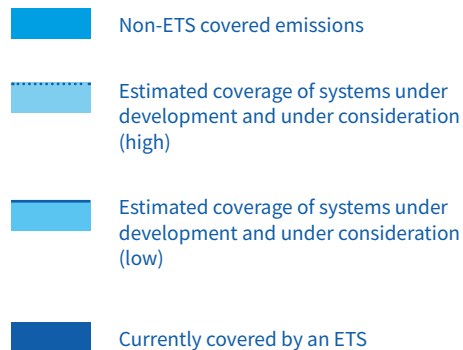 Non-ETS covered emissions
Estimated coverage of systems under
development and under consideration
(high)
Estimated coverage of systems under
development and under consideration
(low)
Currently covered by an ETS